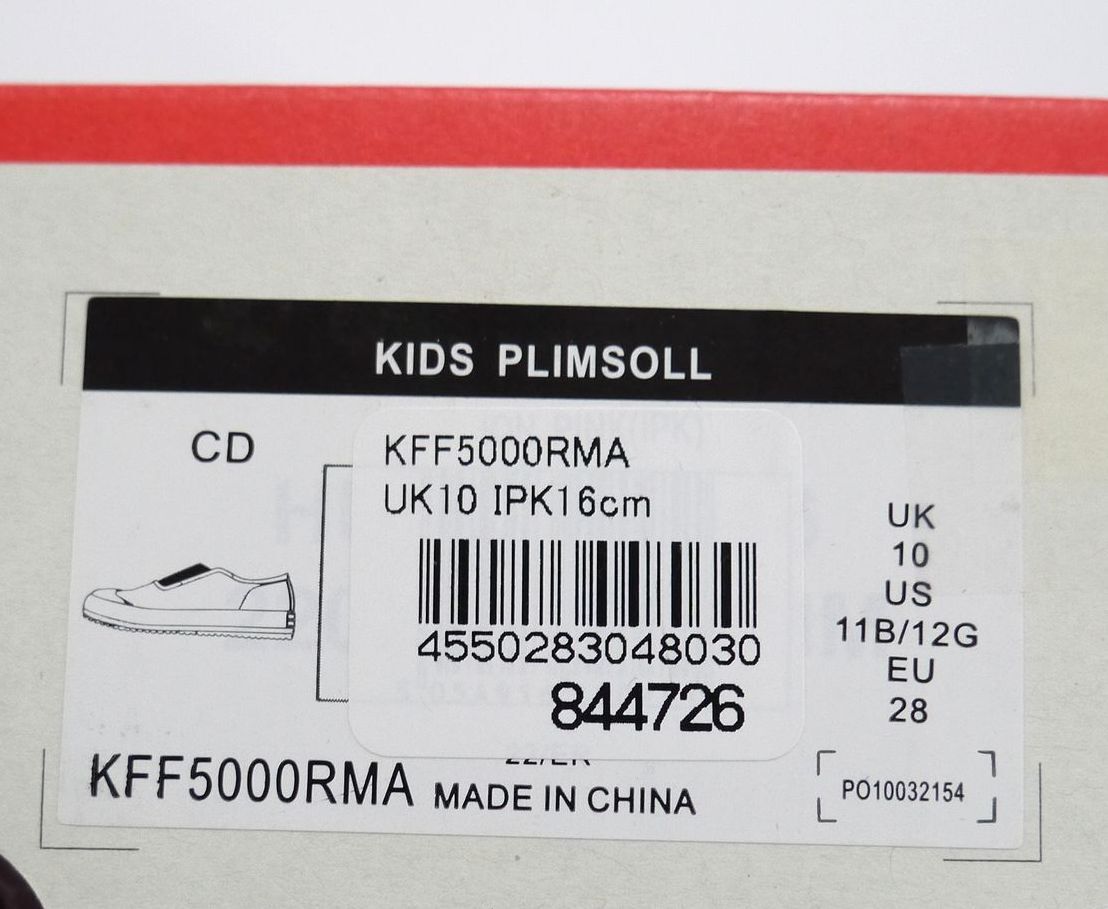 KIDS PLIMSOLL
CD
KFF5000RMA
UK10 IPK16cm
4550283048030
844726
UK
10
US
11B/12G
EU
28
KFF5000RMA MADE IN CHINA
PO10032154